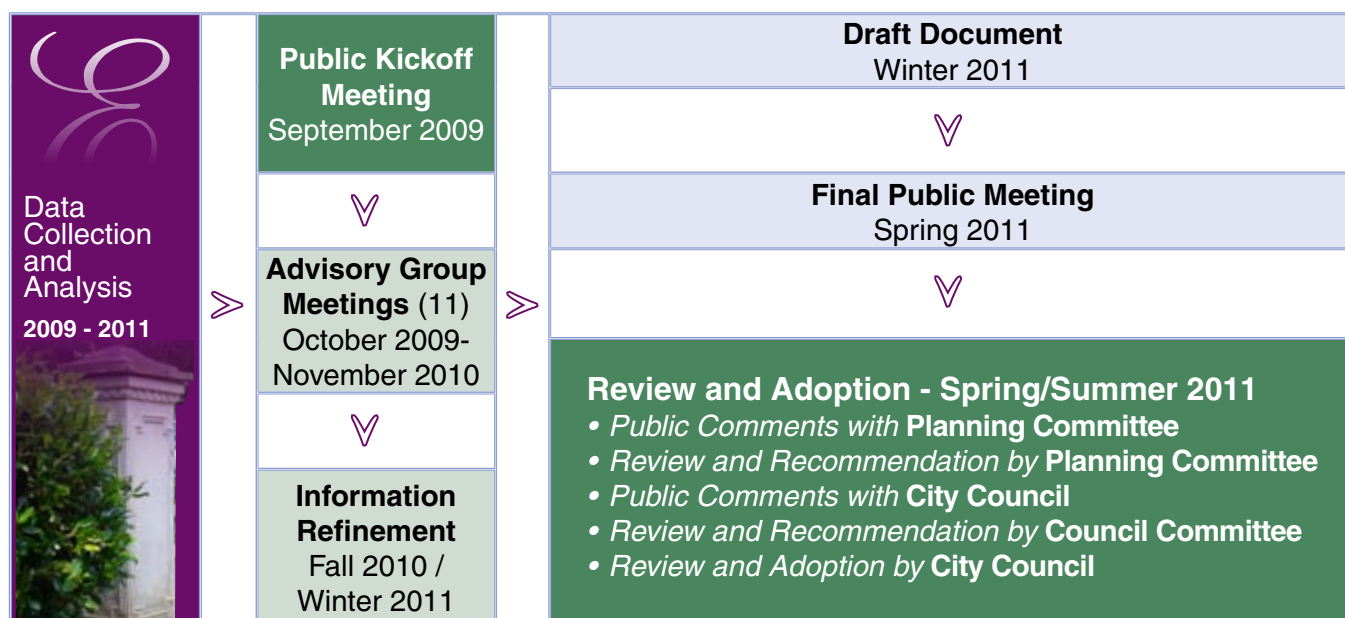 Data
Collection
and
Analysis
2009 - 2011
Public Kickoff
Meeting
September 2009
Advisory Group
Meetings (11)
October 2009-
November 2010
Information
Refinement
Fall 2010 /
Winter 2011
Draft Document
Winter 2011
Final Public Meeting
Spring 2011
Review and Adoption - Spring/Summer 2011
• Public Comments with Planning Committee
• Review and Recommendation by Planning Committee
• Public Comments with City Council
• Review and Recommendation by Council Committee
• Review and Adoption by City Council